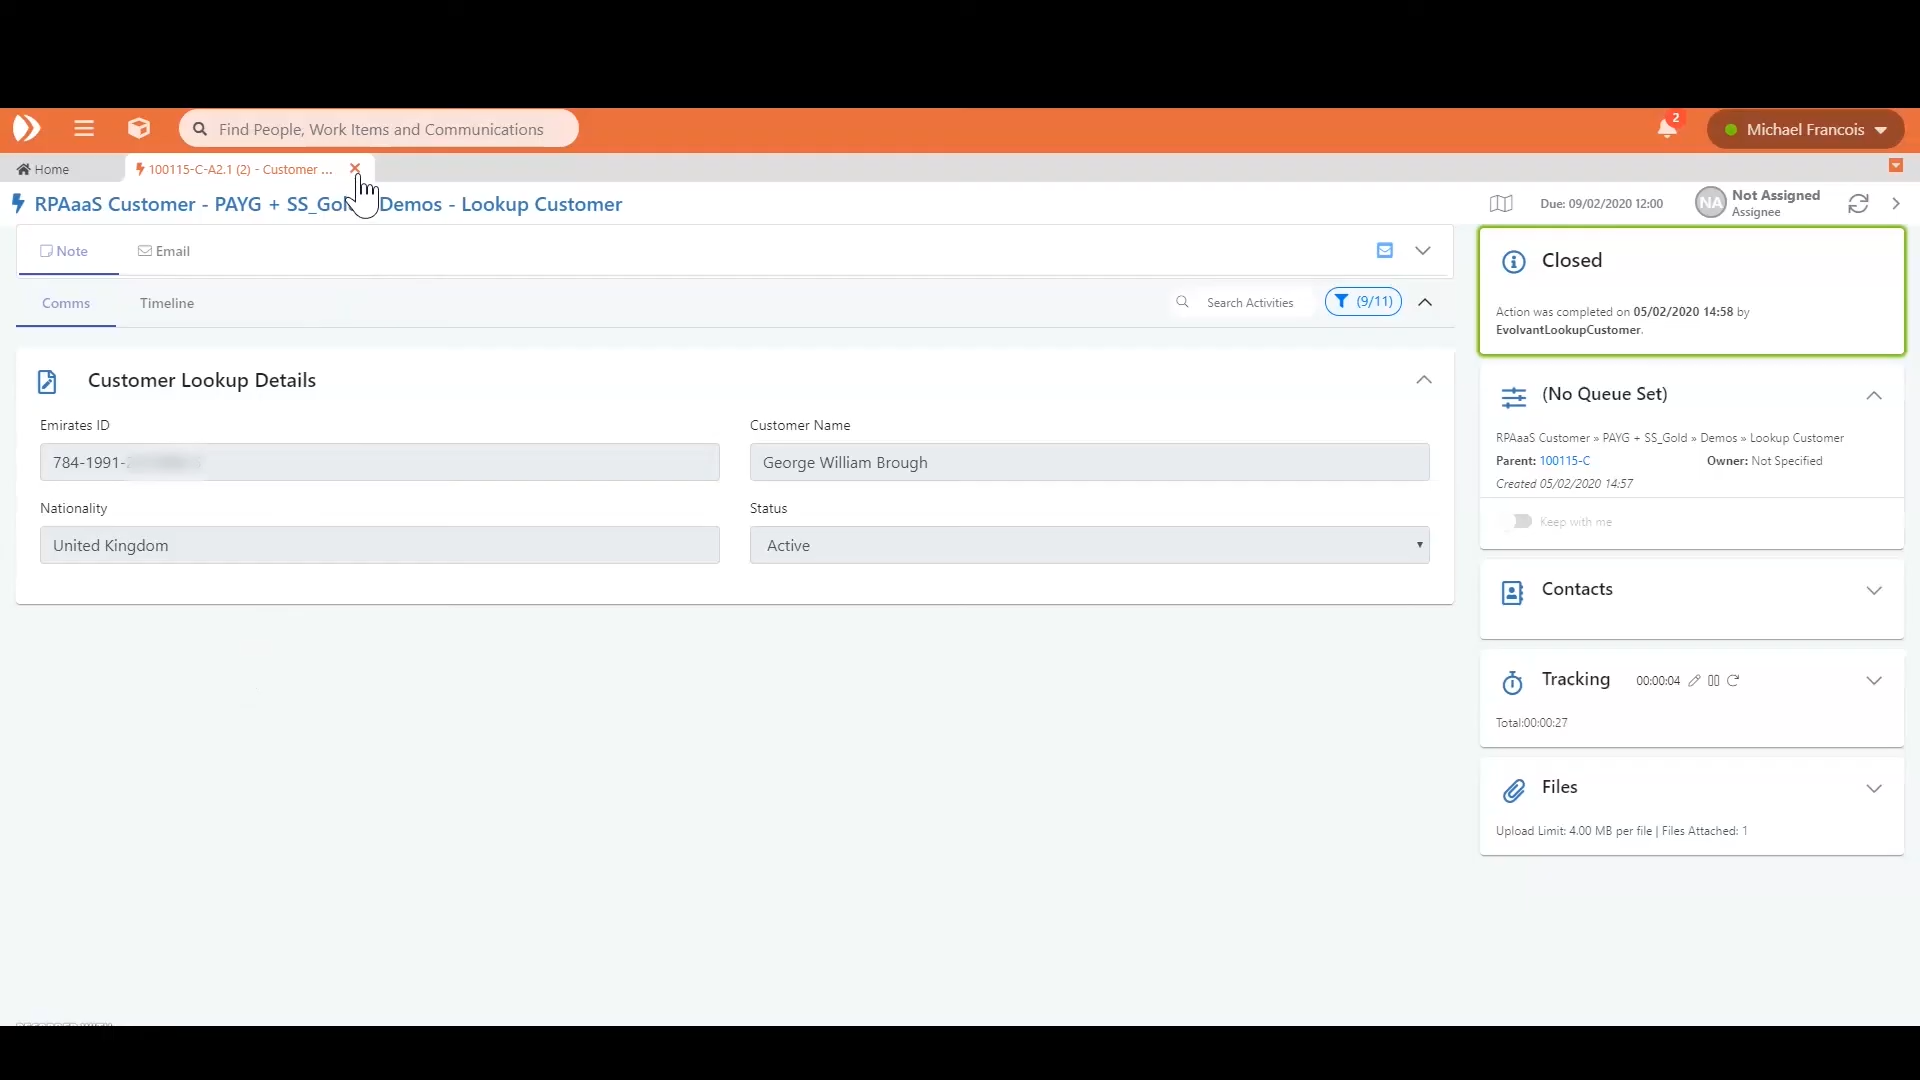 Find People, Work Items and Communications
2
Michael Francois
Home
100115-C-A2.1 (2) - Customer ...
RPAaaS Customer - PAYG + SS_Gol Demos - Lookup Customer
Due: 09/02/2020 12:00
NA
Not Assigned
Assignee
Note
Email
Comms
Timeline
Search Activities
(9/11)
Closed
Action was completed on 05/02/2020 14:58 by
EvolvantLookupCustomer.
Customer Lookup Details
Emirates ID
784-1991-
Customer Name
George William Brough
Nationality
United Kingdom
Status
Active
(No Queue Set)
RPAaaS Customer » PAYG + SS_Gold » Demos » Lookup Customer
Parent: 100115-C
Owner: Not Specified
Created 05/02/2020 14:57
Keep with me
Contacts
Tracking
00:00:04
Total:00:00:27
Files
Upload Limit: 4.00 MB per file | Files Attached: 1